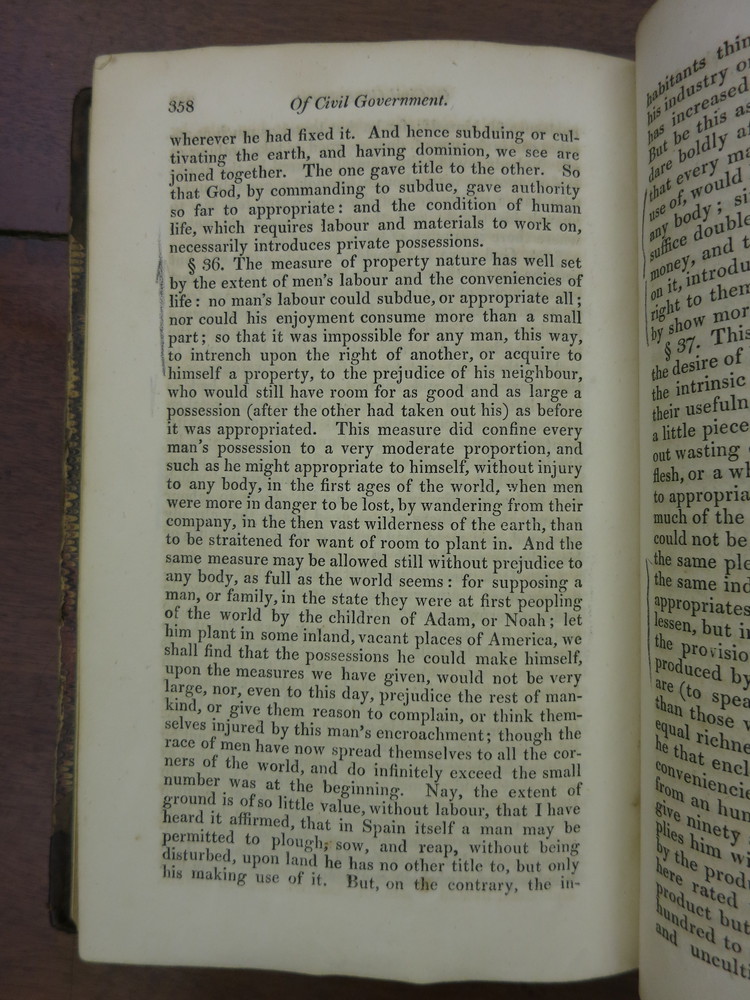 358
Of Civil Government.
wherever he had fixed it. And hence subduing or cul-
tivating the earth, and having dominion, we see are
joined together. The one gave title to the other. So
that God, by commanding to subdue, gave authority
so far to appropriate: and the condition of human
life, which requires labour and materials to work on,
necessarily introduces private possessions.
§ 36. The measure of property nature has well set
by the extent of men's labour and the conveniencies of
life: no man's labour could subdue, or appropriate all;
nor could his enjoyment consume more than a small
part; so that it was impossible for any man, this way,
to intrench upon the right of another, or acquire to
himself a property, to the prejudice of his neighbour,
who would still have room for as good and as large a
possession (after the other had taken out his) as before
it was appropriated. This measure did confine every
man's possession to a very moderate proportion, and
such as he might appropriate to himself, without injury
to any body, in the first ages of the world, when men
were more in danger to be lost, by wandering from their
company, in the then vast wilderness of the earth, than
to be straitened for want of room to plant in. And the
same measure may be allowed still without prejudice to
any body, as full as the world seems: for supposing a
man, or family, in the state they were at first peopling
of the world by the children of Adam, or Noah; let
him plant in some inland, vacant places of America, we
shall find that the possessions he could make himself,
upon the measures we have given, would not be very
large, nor, even to this day, prejudice the rest of man-
kind, or give them reason to complain, or think them-
selves injured by this man's encroachment; though the
race of men have now spread themselves to all the cor-
ners of the world, and do infinitely exceed the small
number was at the beginning. Nay, the extent of
ground is of so little value, without labour, that I have
heard it affirmed, that in Spain itself a man may be
permitted to plough, sow, and reap, without being
disturbed, upon land he has no other title to, but only
his making use of it. But, on the contrary, the in-
habitants
his industry
has increased
But be this as
dare boldly
that every
use of, would
any body;
suffice double
money, and
on it,
right to them
by show
§ 37. This
the desire of
the intrinsic
their
a little piece
out wasting
flesh, or a
to
much of the
could not be
the same
the same
appropriates
lessen, but
the
produced by
are (to
than those
equal
he that
from an
give ninety
plies him
by the
here rated
product but
hundred to
and